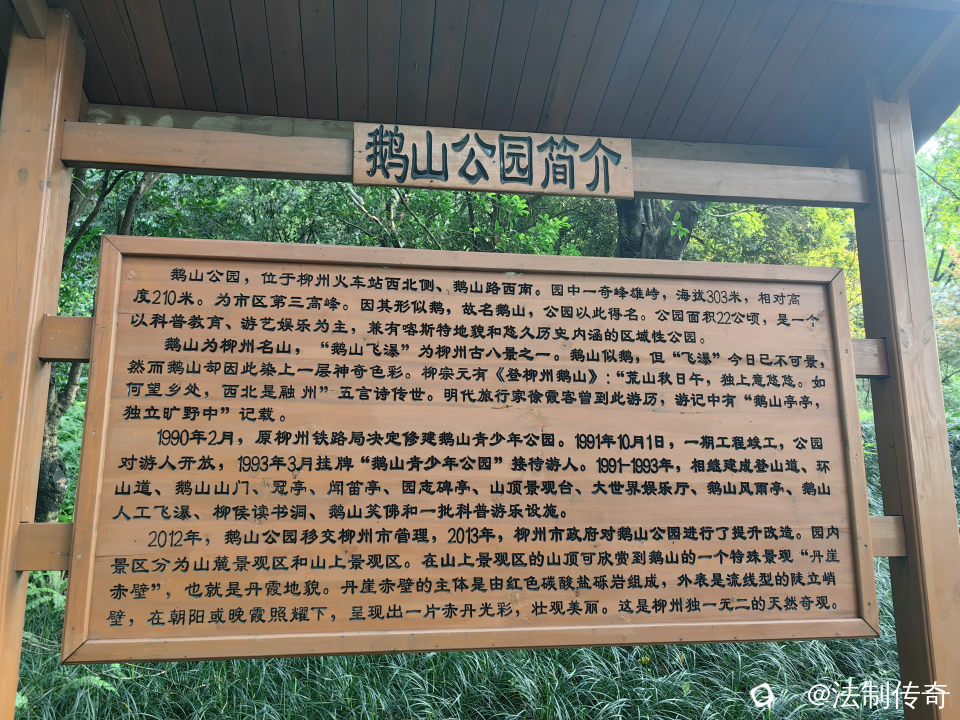 鹅山公园简介
鹅山公园，位于柳州火车站西北侧、鹅山路西南。园中一奇峰雄峙，海拔303米，相对高
度210米。为市区第三高峰。因其形似鹅，故名鹅山，公园以此得名。公园面积22公顷，是一个
以科普教育、游艺娱乐为主，兼有喀斯特地貌和悠久历史内涵的区域性公园。
鹅山为柳州名山，“鹅山飞瀑”为柳州古八景之一。鹅山似鹅，但“飞瀑”今日已不可景，
然而鹅山却因此染上一层神奇色彩。柳宗元有《登柳州鹅山》：“荒山秋日午，独上意悠悠。如
何望乡处，西北是融州”五言诗传世。明代旅行家徐霞客曾到此游历，游记中有“鹅山亭亭，
独立旷野中”记载。
1990年2月，原柳州铁路局决定修建鹅山青少年公园。1991年10月1日，一期工程竣工，公园
对游人开放，1993年3月挂牌“鹅山青少年公园”接待游人。1991-1993年，相继建成登山道、环
山道、鹅山山门、冠亭、闻笛亭、园志碑亭、山顶景观台、大世界娱乐厅、鹅山风雨亭、鹅山
人工飞瀑、柳侯读书洞、鹅山笑佛和一批科普游乐设施。
2012年，鹅山公园移交柳州市管理，2013年，柳州市政府对鹅山公园进行了提升改造。园内
景区分为山麓景观区和山上景观区。在山上景观区的山顶可欣赏到鹅山的一个特殊景观“丹崖
赤壁”，也就是丹霞地貌。丹崖赤壁的主体是由红色碳酸盐砾岩组成，外表是流线型的陡立峭
壁，在朝阳或晚霞照耀下，呈现出一片赤丹光彩，壮观美丽。这是柳州独一元二的天然奇观。
@法制传奇